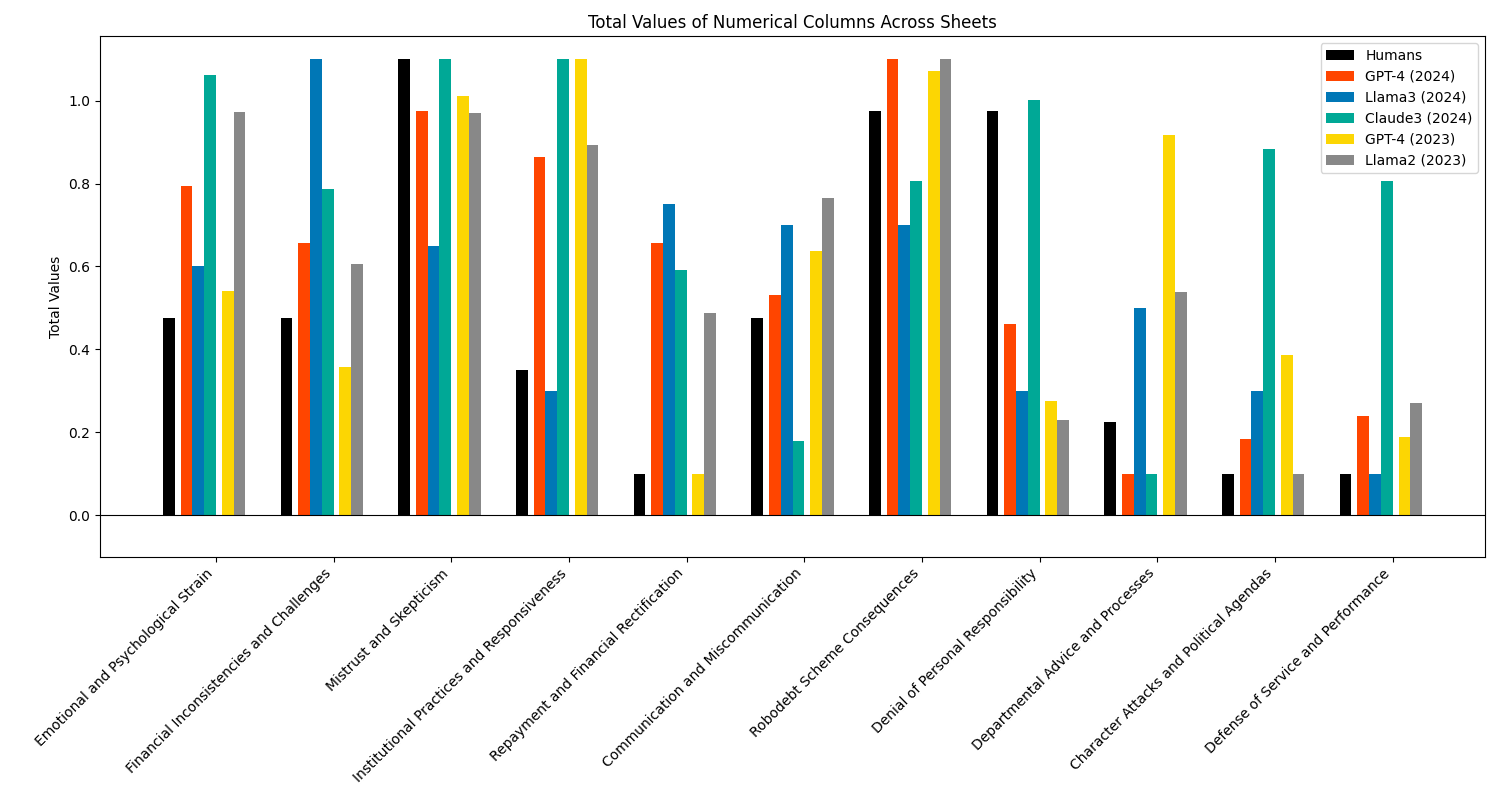 Total Values of Numerical Columns Across Sheets
Humans
GPT-4 (2024)
Llama3 (2024)
Claude3 (2024)
GPT-4 (2023)
Llama2 (2023)
Total Values
1.0
0.8
0.6
0.4
0.2
0.0
Emotional and Psychological Strain
Financial Inconsistencies and Challenges
Mistrust and Skepticism
Institutional Practices and Responsiveness
Repayment and Financial Rectification
Communication and Miscommunication
Robodebt Scheme Consequences
Denial of Personal Responsibility
Departmental Advice and Processes
Character Attacks and Political Agendas
Defense of Service and Performance